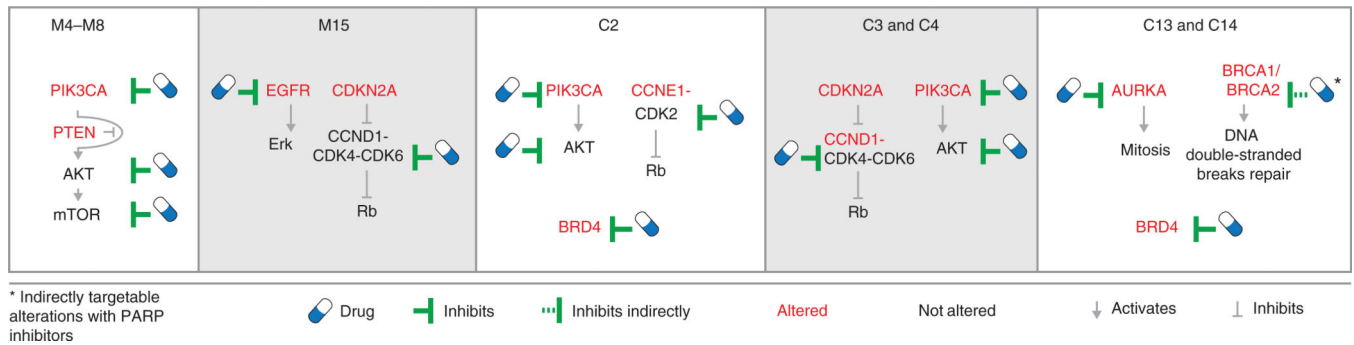 M4–M8
PIK3CA
PTEN
AKT
mTOR
M15
EGFR
Erk
CDKN2A
CCND1-
CDK4-CDK6
Rb
C2
PIK3CA
AKT
CCNE1-
CDK2
Rb
BRD4
C3 and C4
CDKN2A
CCND1-
CDK4-CDK6
Rb
PIK3CA
AKT
C13 and C14
AURKA
Mitosis
BRCA1/
BRCA2
*
DNA
double-stranded
breaks repair
BRD4
* Indirectly targetable
alterations with PARP
inhibitors
Drug
Inhibits
Inhibits indirectly
Altered
Not altered
Activates
Inhibits